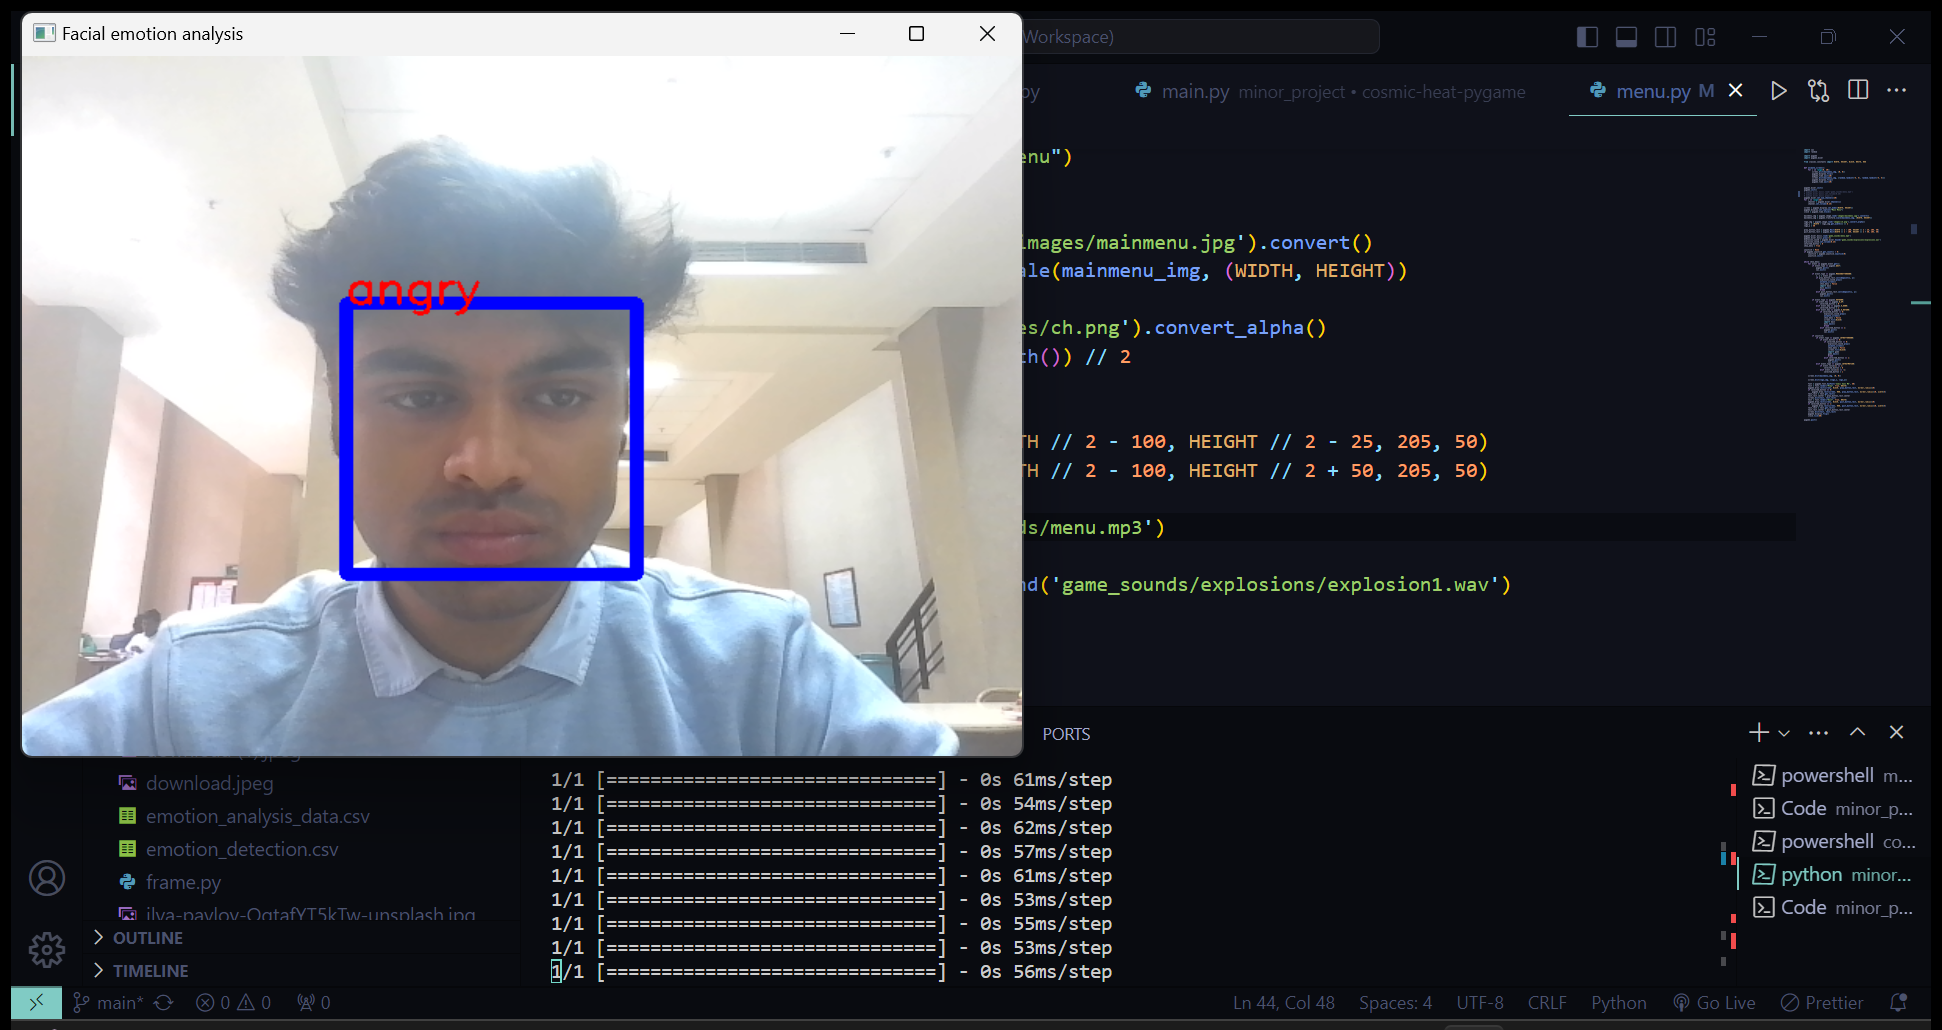 Facial emotion analysis
Workspace)
py
main.py minor_project • cosmic-heat-pygame
menu.py M
angry
enu")
images/mainmenu.jpg').convert()
ale(mainmenu_img, (WIDTH, HEIGHT))
es/ch.png').convert_alpha()
th()) // 2
TH // 2 - 100, HEIGHT // 2 - 25, 205, 50)
TH // 2 - 100, HEIGHT // 2 + 50, 205, 50)
ds/menu.mp3')
nd('game_sounds/explosions/explosion1.wav')
PORTS
download.jpeg
emotion_analysis_data.csv
emotion_detection.csv
frame.py
ilya-pavlov-OqtafYT5kTw-unsplash.jpg
OUTLINE
TIMELINE
1/1 [==============================] - 0s 61ms/step
1/1 [==============================] - 0s 54ms/step
1/1 [==============================] - 0s 62ms/step
1/1 [==============================] - 0s 57ms/step
1/1 [==============================] - 0s 61ms/step
1/1 [==============================] - 0s 53ms/step
1/1 [==============================] - 0s 55ms/step
1/1 [==============================] - 0s 53ms/step
1/1 [==============================] - 0s 56ms/step
powershell m...
Code minor_p...
powershell co...
python minor...
Code minor_p...
main* 0 0 0
Ln 44, Col 48 Spaces: 4 UTF-8 CRLF Python Go Live Prettier